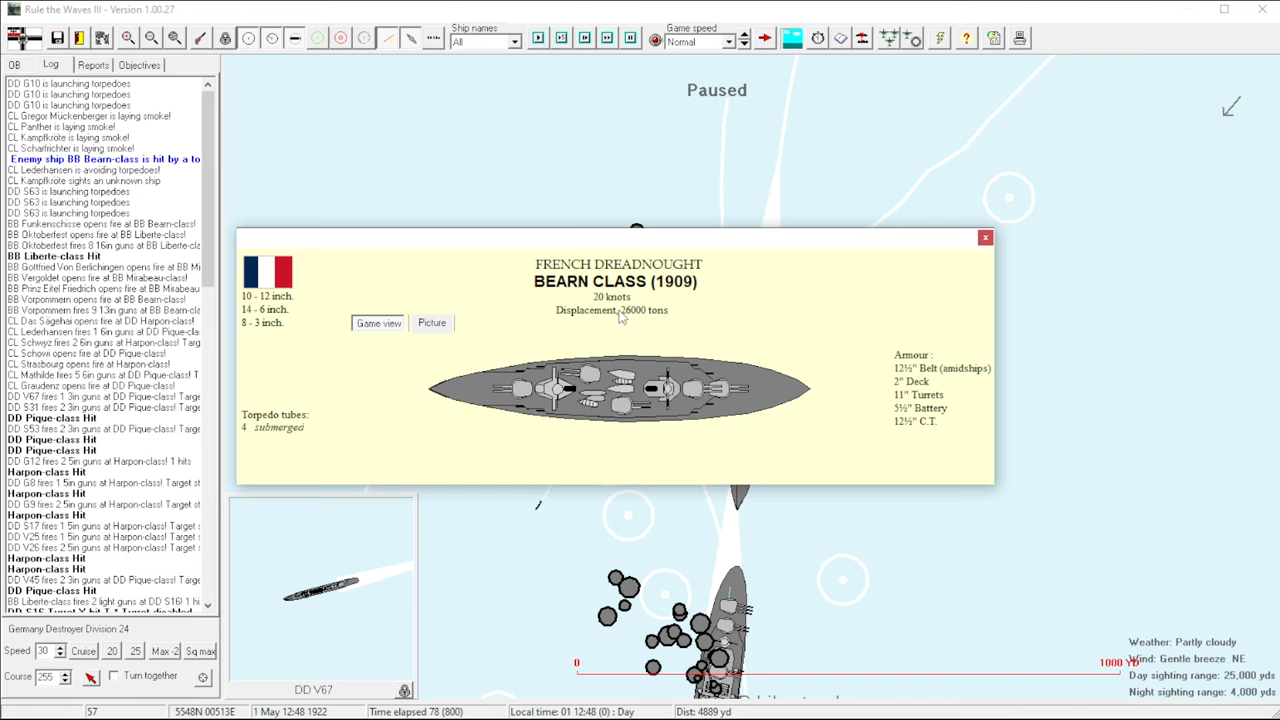 Rule the Waves III - Version 1.00.27
Ship names
All
Game speed
Normal
OB Log Reports Objectives
DD G10 is launching torpedoes
DD G10 is launching torpedoes
DD G10 is launching torpedoes
CL Gregor Mückenberger is laying smoke!
CL Panther is laying smoke!
CL Kampfkröte is laying smoke!
CL Scharfrichter is laying smoke!
Enemy ship BB Bearn-class is hit by a to
CL Lederhansen is avoiding torpedoes!
CL Kampfkröte sights an unknown ship
DD S63 is launching torpedoes
DD S63 is launching torpedoes
DD S63 is launching torpedoes
BB Funkenschisse opens fire at BB Bearn-class!
BB Oktoberfest opens fire at BB Liberte-class!
BB Oktoberfest fires 8 16in guns at BB Liberte-cla
BB Liberte-class Hit
BB Gottfried Von Berlichingen opens fire at BB Mi
BB Vergoldet opens fire at BB Mirabeau-class!
BB Prinz Eitel Friedrich opens fire at BB Mirabeau
BB Vorpommern opens fire at BB Mirabeau-class!
BB Vorpommern fires 9 13in guns at BB Mirabeau
CL Das Sägehai opens fire at DD Harpon-class!
CL Lederhansen fires 1 6in guns at DD Pique-class
CL Schwyz fires 2 6in guns at Harpon-class! Targ
CL Schowi opens fire at DD Pique-class!
CL Strasbourg opens fire at Harpon-class!
CL Mathilde fires 5 6in guns at DD Pique-class! T
CL Graudenz opens fire at DD Pique-class!
DD V67 fires 1 5in guns at DD Pique-class! Targe
DD S31 fires 2 3in guns at DD Pique-class! Target
DD Pique-class Hit
DD S53 fires 2 3in guns at DD Pique-class! Target
DD Pique-class Hit
DD Pique-class Hit
DD G12 fires 2 5in guns at Harpon-class! 1 hits
Harpon-class Hit
DD G8 fires 1 5in guns at Harpon-class! Target sp
Harpon-class Hit
DD G9 fires 2 5in guns at Harpon-class! Target sp
Harpon-class Hit
DD S17 fires 1 5in guns at Harpon-class! Target s
DD V25 fires 1 5in guns at Harpon-class! Target s
DD V26 fires 2 5in guns at Harpon-class! Target s
Harpon-class Hit
Harpon-class Hit
DD V45 fires 2 3in guns at DD Pique-class! Target
DD Pique-class Hit
BB Liberte-class fires 2 light guns at DD S16! 1 hi
DD S16 Turret Y hit T * Turret disabled
Paused
FRENCH DREADNOUGHT
BEARN CLASS (1909)
20 knots
Displacement, 26000 tons
10 - 12 inch.
14 - 6 inch.
8 - 3 inch.
Game view Picture
Armour :
12½" Belt (amidships)
2" Deck
11" Turrets
5½" Battery
12½" C.T.
Torpedo tubes:
4 submerged
Germany Destroyer Division 24
Speed 30 Cruise 20 25 Max -2 Sq max
Course 255 Turn together
DD V67
0 1000 YD
Weather: Partly cloudy
Wind: Gentle breeze NE
Day sighting range: 25,000 yds
Night sighting range: 4,000 yds
57 5548N 00513E 1 May 12:48 1922 Time elapsed 78 (800) Local time: 01 12:48 (0) : Day Dist: 4889 yd